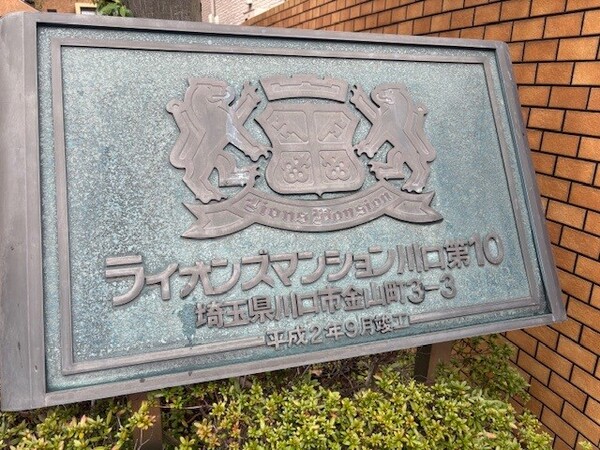 Lions Mansion
ライオンズマンション川口第10
埼玉県川口市金山町3-3
平成2年9月竣工